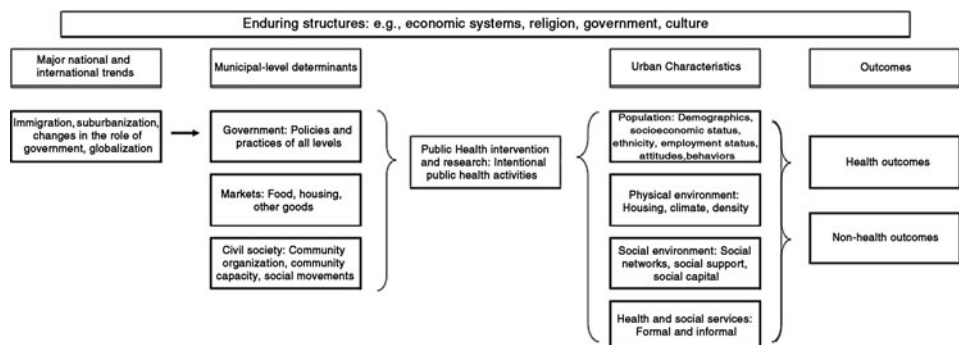 Enduring structures: e.g., economic systems, religion, government, culture
Major national and
international trends
Municipal-level determinants
Urban Characteristics
Outcomes
Immigration, suburbanization,
changes in the role of
government, globalization
Government: Policies and
practices of all levels
Markets: Food, housing,
other goods
Civil society: Community
organization, community
capacity, social movements
Public Health intervention
and research: Intentional
public health activities
Population: Demographics,
socioeconomic status,
ethnicity, employment status,
attitudes,behaviors
Physical environment:
Housing, climate, density
Social environment: Social
networks, social support,
social capital
Health and social services:
Formal and informal
Health outcomes
Non-health outcomes